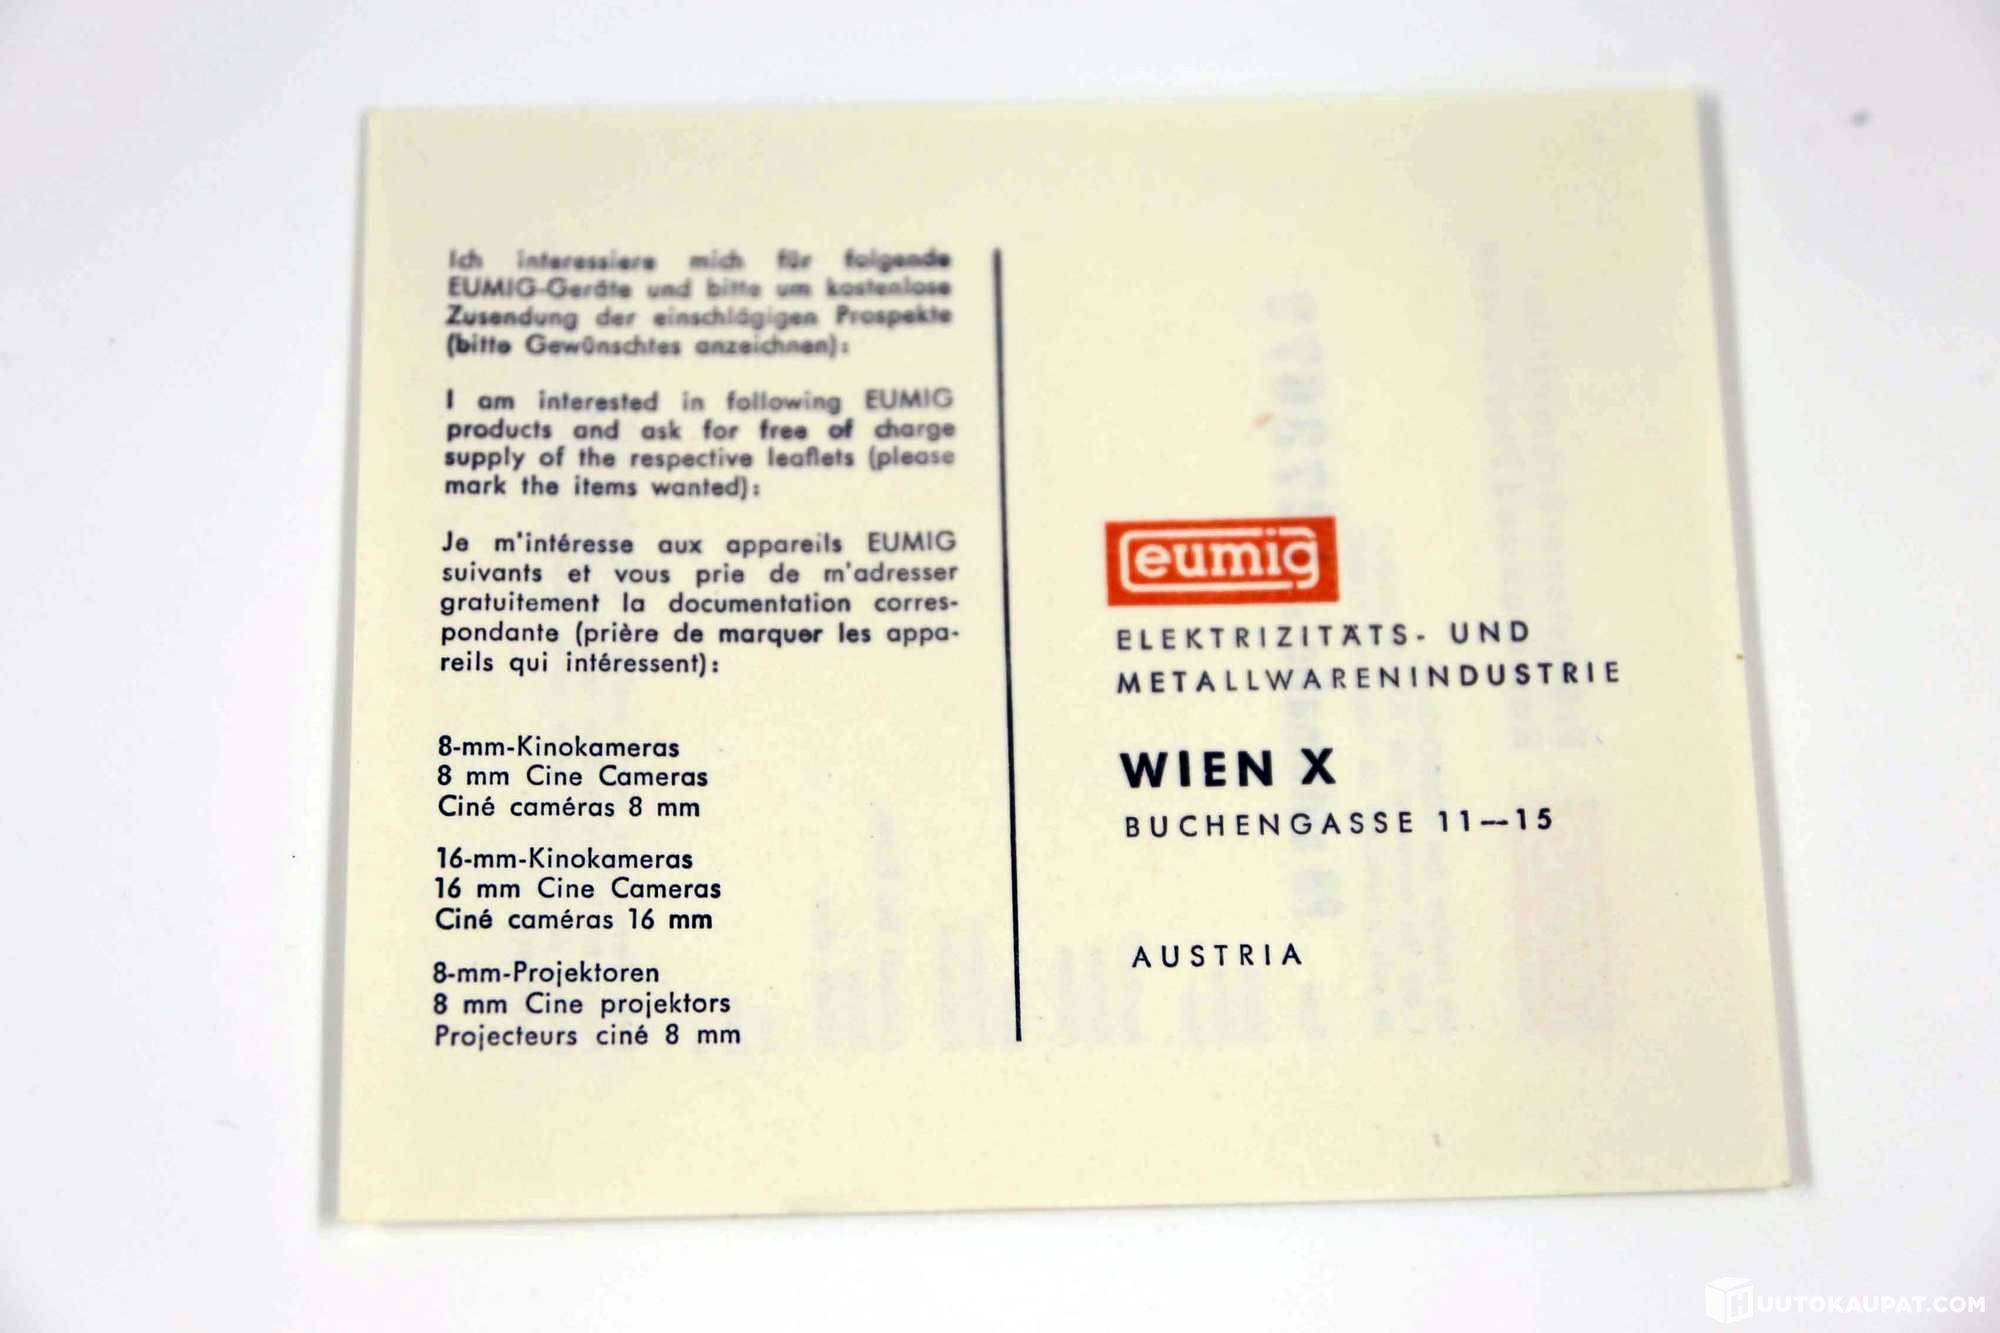 Ich interessiere mich für folgende
EUMIG-Geräte und bitte um kostenlose
Zusendung der einschlägigen Prospekte
(bitte Gewünschtes anzeichnen):
I am interested in following EUMIG
products and ask for free of charge
supply of the respective leaflets (please
mark the items wanted):
Je m'intéresse aux appareils EUMIG
suivants et vous prie de m'adresser
gratuitement la documentation corres-
pondante (prière de marquer les appa-
reils qui intéressent):
8-mm-Kinokameras
8 mm Cine Cameras
Ciné caméras 8 mm
16-mm-Kinokameras
16 mm Cine Cameras
Ciné caméras 16 mm
8-mm-Projektoren
8 mm Cine projektors
Projecteurs ciné 8 mm
eumig
ELEKTRIZITÄTS- UND
METALLWARENINDUSTRIE
WIEN X
BUCHENGASSE 11—15
AUSTRIA
HUUTOKAUPAT.COM